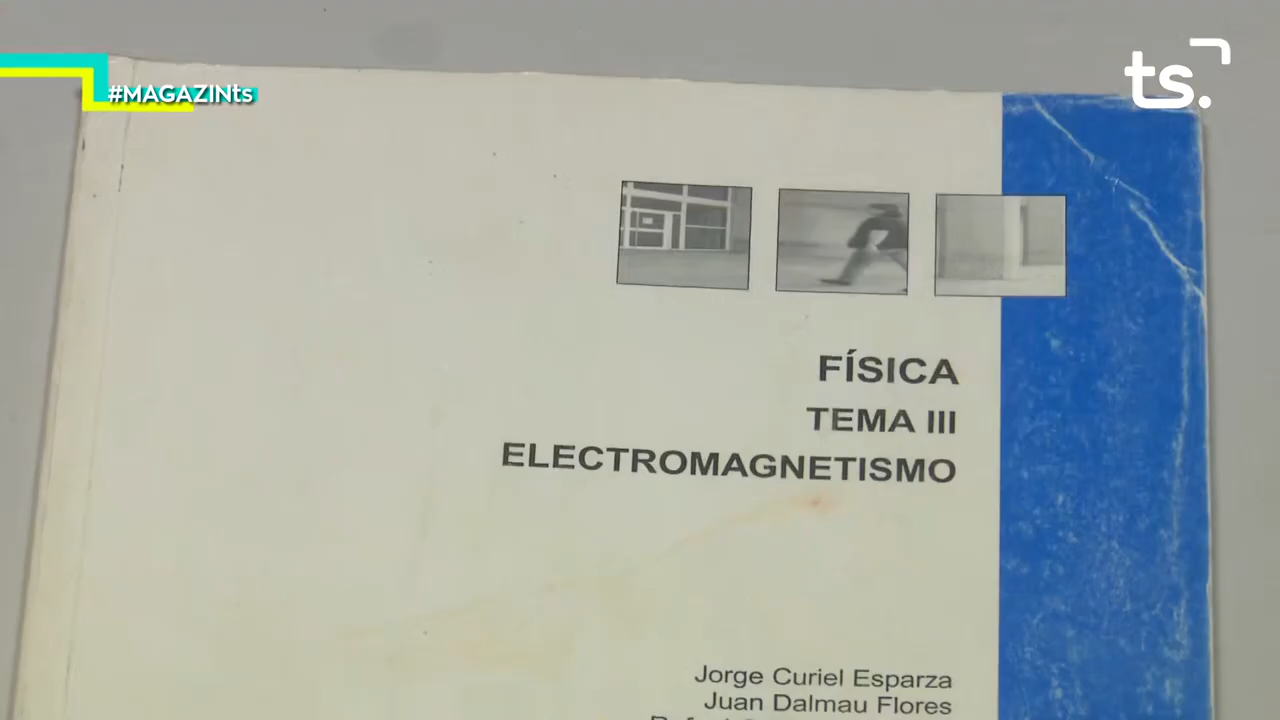 #MAGAZINts
ts.
FÍSICA
TEMA III
ELECTROMAGNETISMO
Jorge Curiel Esparza
Juan Dalmau Flores